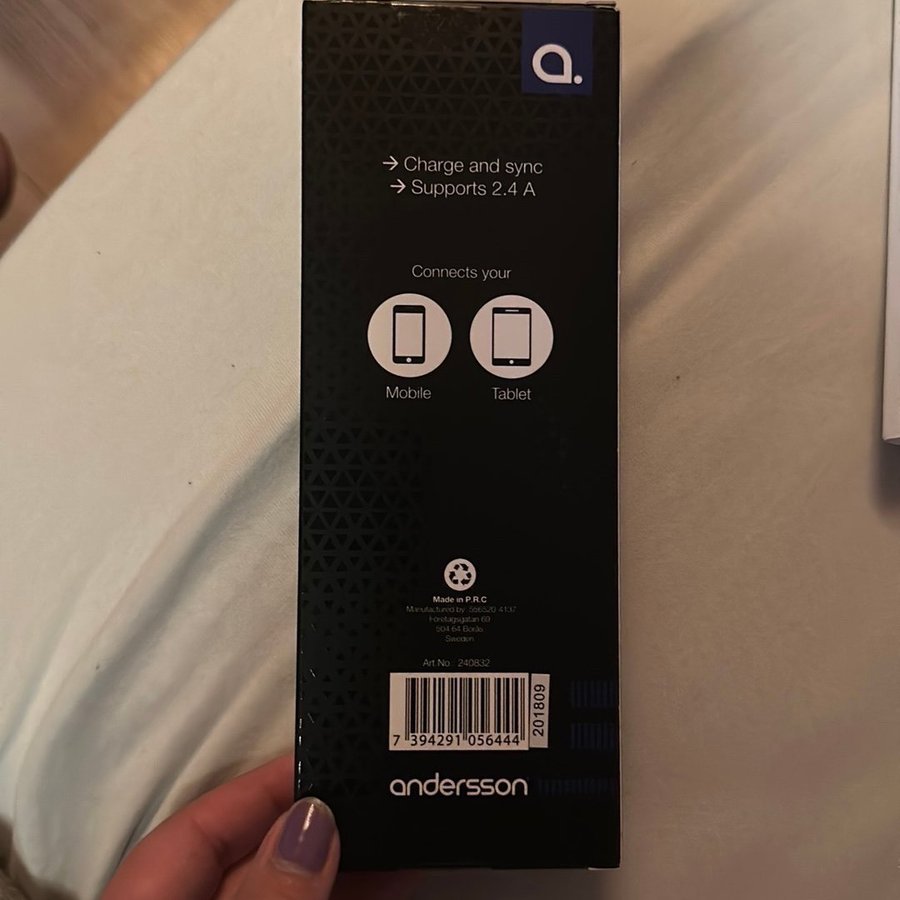 a.
→ Charge and sync
→ Supports 2.4 A
Connects your
Mobile Tablet
Made in P.R.C
Manufactured by: 556520-4137
Företagsgatan 69
504 64 Borås
Sweden
Art No: 240832
201809
7 394291 056444
andersson